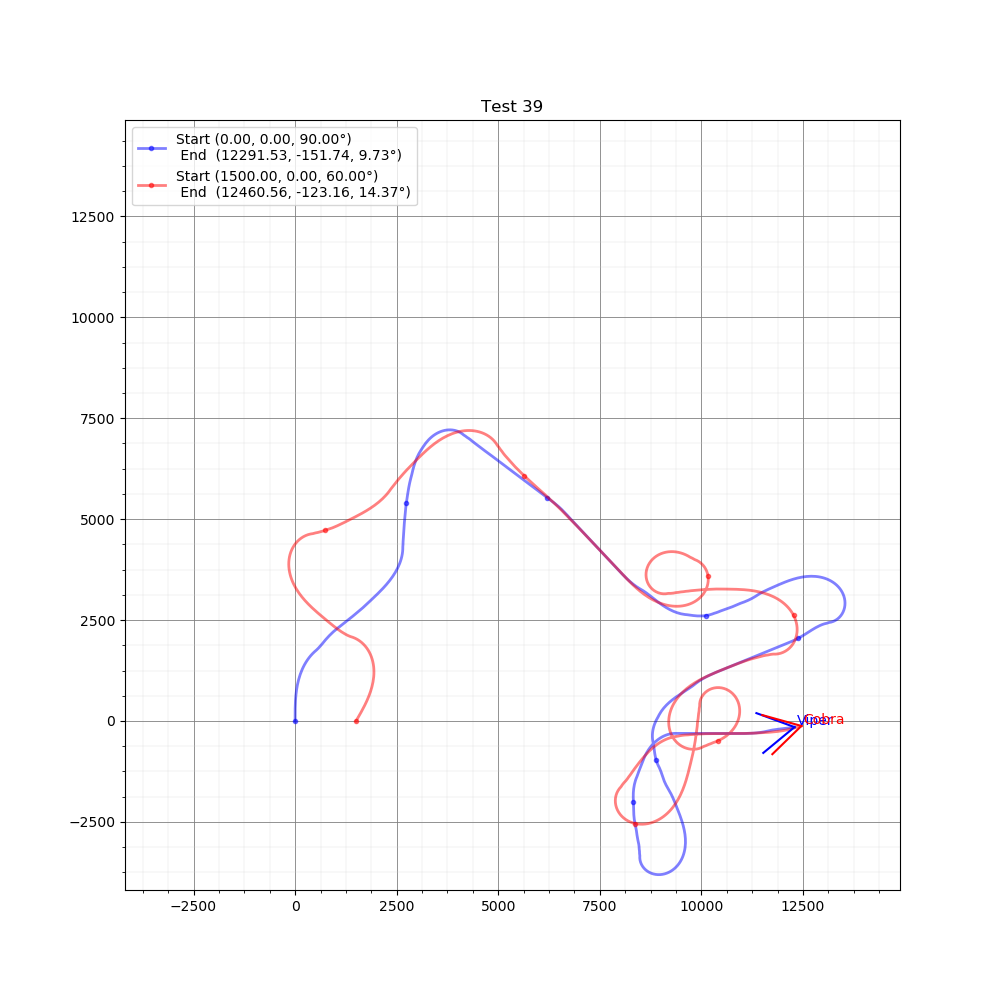 Test 39
Start (0.00, 0.00, 90.00°)
End (12291.53, -151.74, 9.73°)
Start (1500.00, 0.00, 60.00°)
End (12460.56, -123.16, 14.37°)
12500
10000
7500
5000
2500
0
−2500
Viper
Cobra
−2500
0
2500
5000
7500
10000
12500